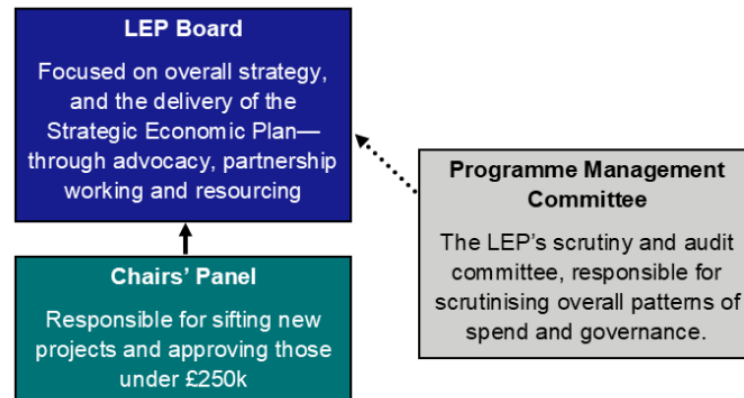 LEP Board
Focused on overall strategy,
and the delivery of the
Strategic Economic Plan—
through advocacy, partnership
working and resourcing
Programme Management
Committee
The LEP’s scrutiny and audit
committee, responsible for
scrutinising overall patterns of
spend and governance.
Chairs’ Panel
Responsible for sifting new
projects and approving those
under £250k